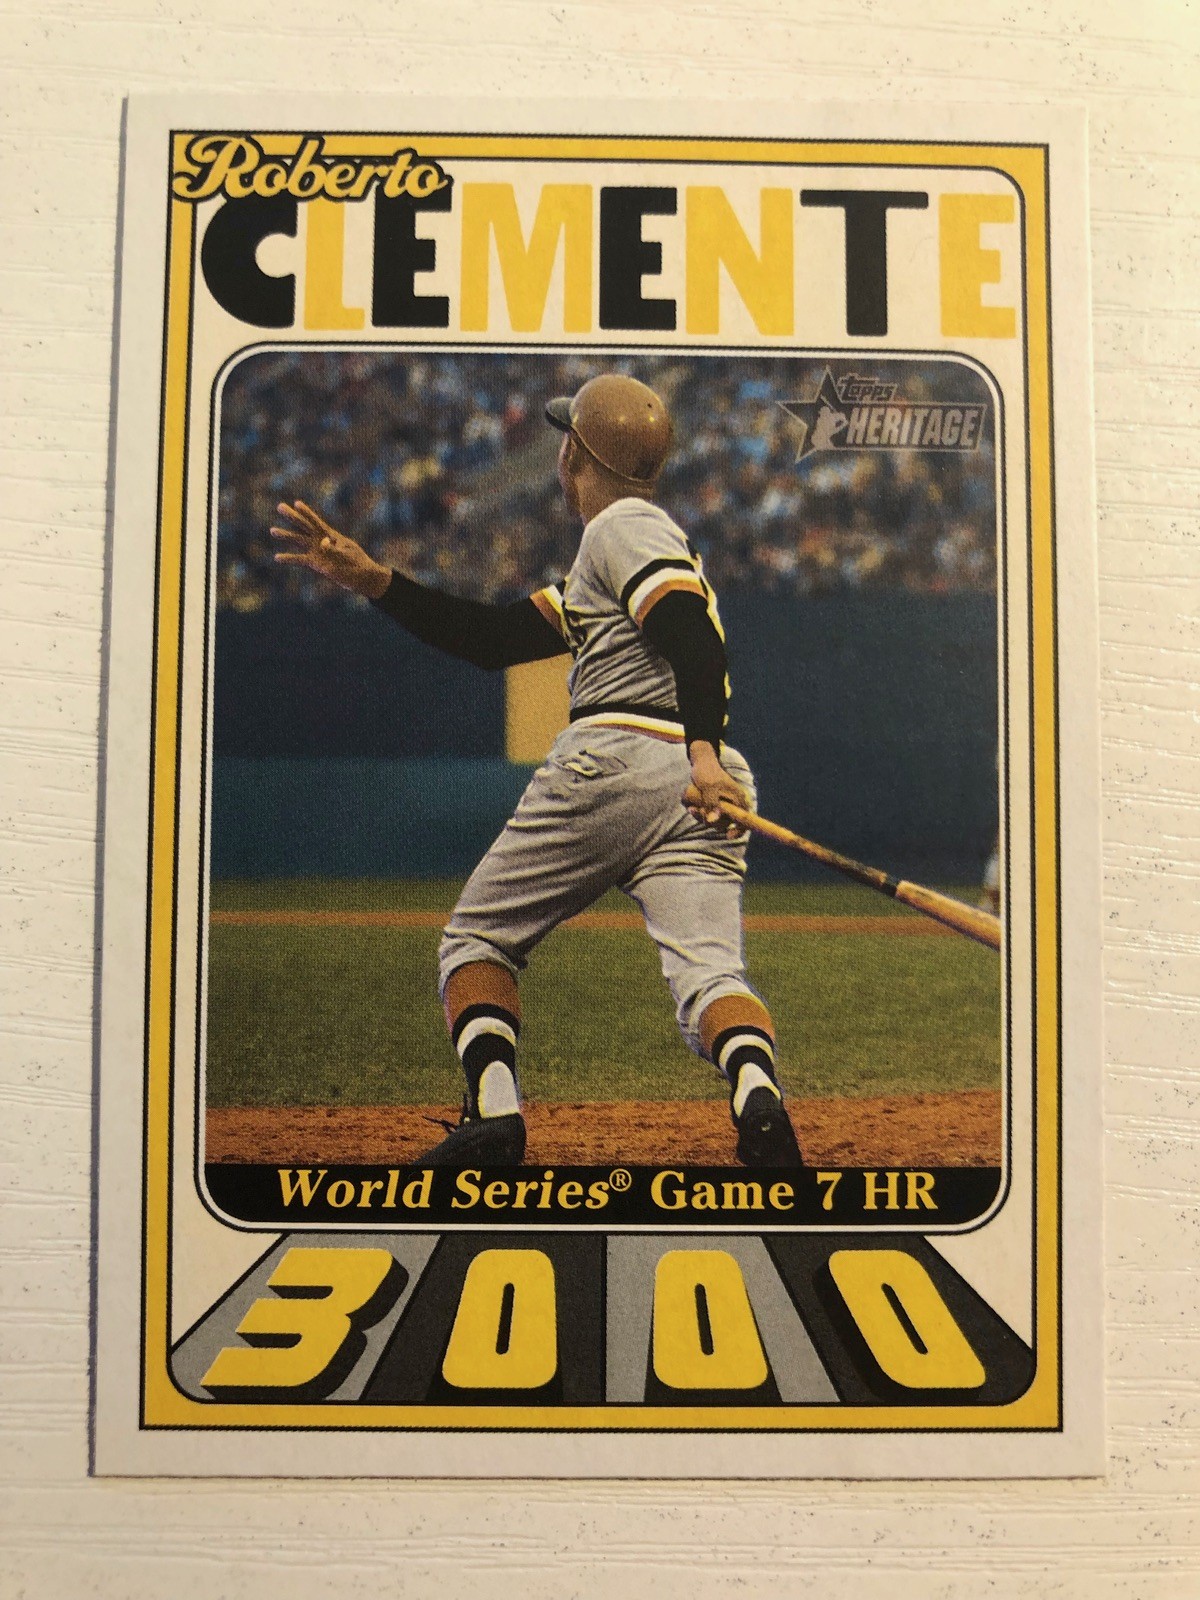 Roberto
CLEMENTE
topps
HERITAGE
World Series® Game 7 HR
3000